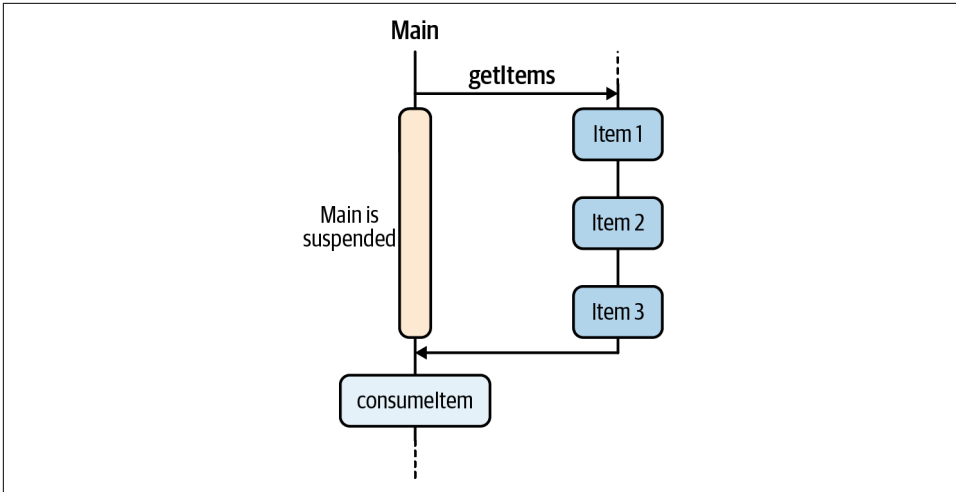 Main
getItems
Item 1
Main is
suspended
Item 2
Item 3
consumeItem